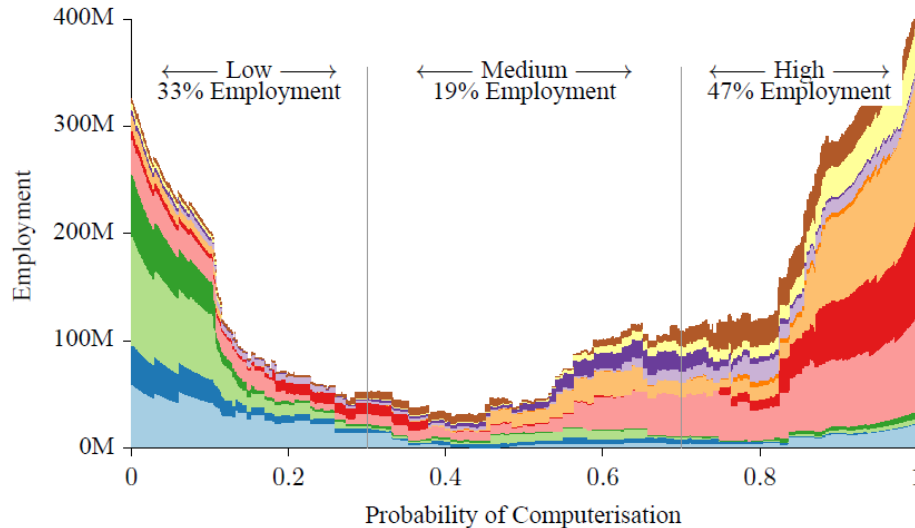 400M
300M
200M
100M
0M
Employment
← Low →
33% Employment
← Medium →
19% Employment
← High →
47% Employment
0 0.2 0.4 0.6 0.8 1
Probability of Computerisation